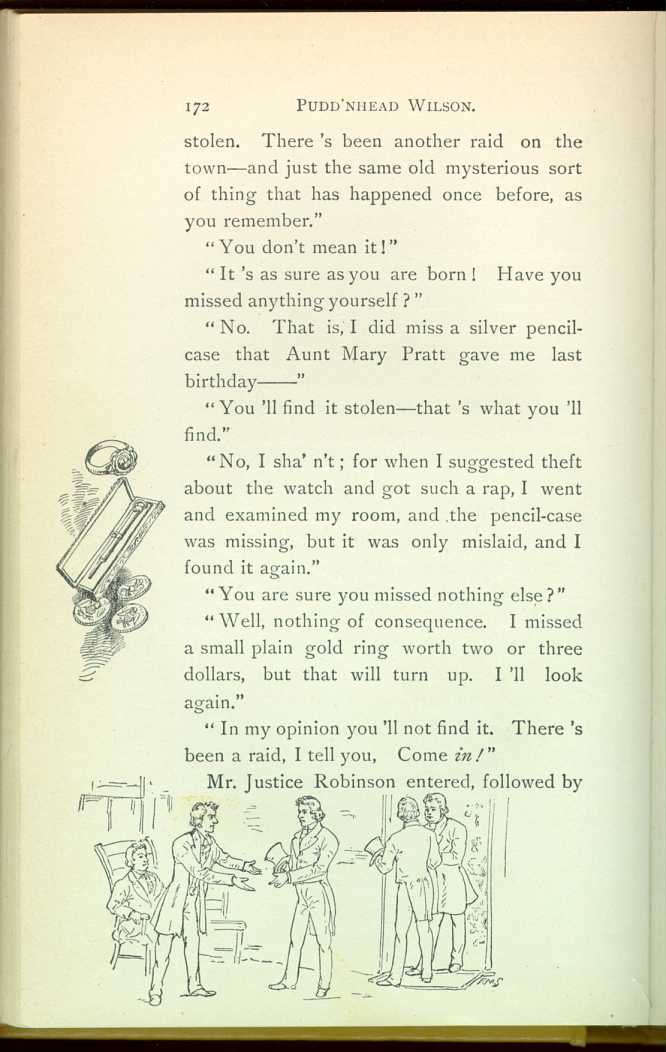 172 PUDD'NHEAD WILSON.
stolen. There 's been another raid on the
town—and just the same old mysterious sort
of thing that has happened once before, as
you remember."
"You don't mean it!"
"It 's as sure as you are born! Have you
missed anything yourself?"
"No. That is, I did miss a silver pencil-
case that Aunt Mary Pratt gave me last
birthday——"
"You 'll find it stolen—that 's what you 'll
find."
"No, I sha' n't; for when I suggested theft
about the watch and got such a rap, I went
and examined my room, and .the pencil-case
was missing, but it was only mislaid, and I
found it again."
"You are sure you missed nothing else?"
"Well, nothing of consequence. I missed
a small plain gold ring worth two or three
dollars, but that will turn up. I 'll look
again."
"In my opinion you 'll not find it. There 's
been a raid, I tell you, Come in!"
Mr. Justice Robinson entered, followed by